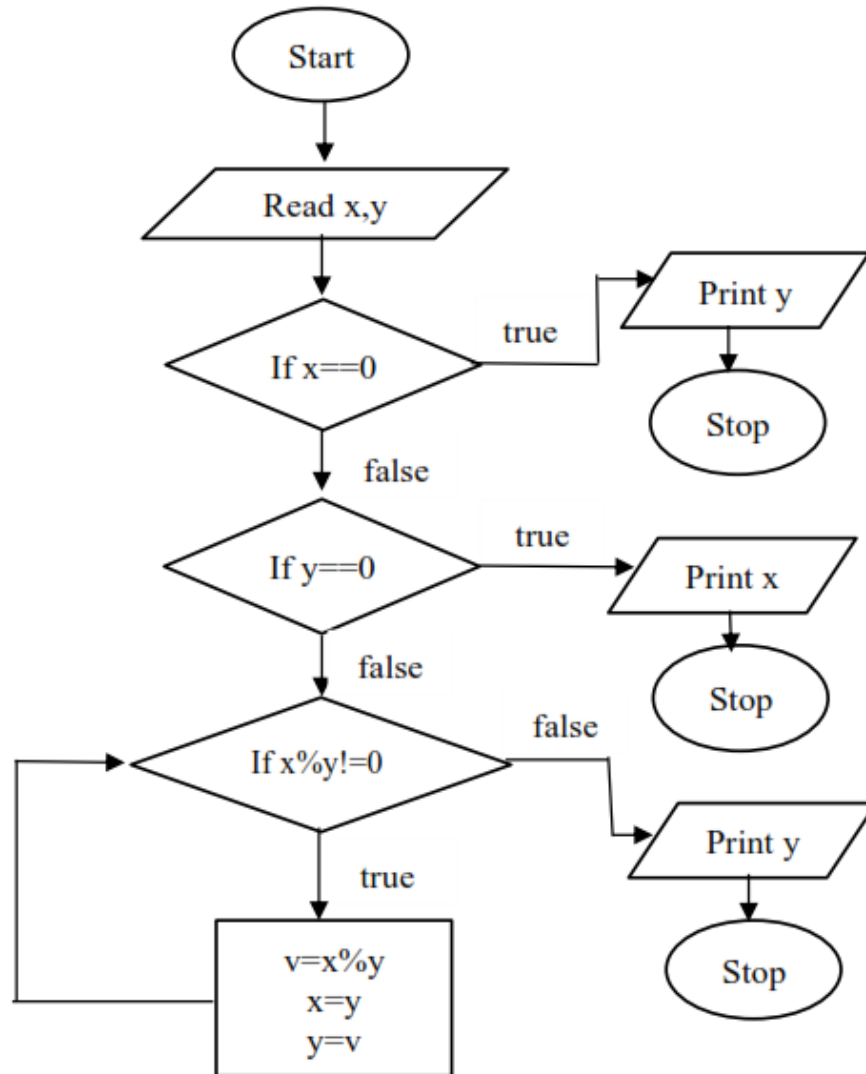 Start
Read x,y
If x==0
true
Print y
Stop
false
If y==0
true
Print x
Stop
false
If x%y!=0
false
Print y
Stop
true
v=x%y
x=y
y=v